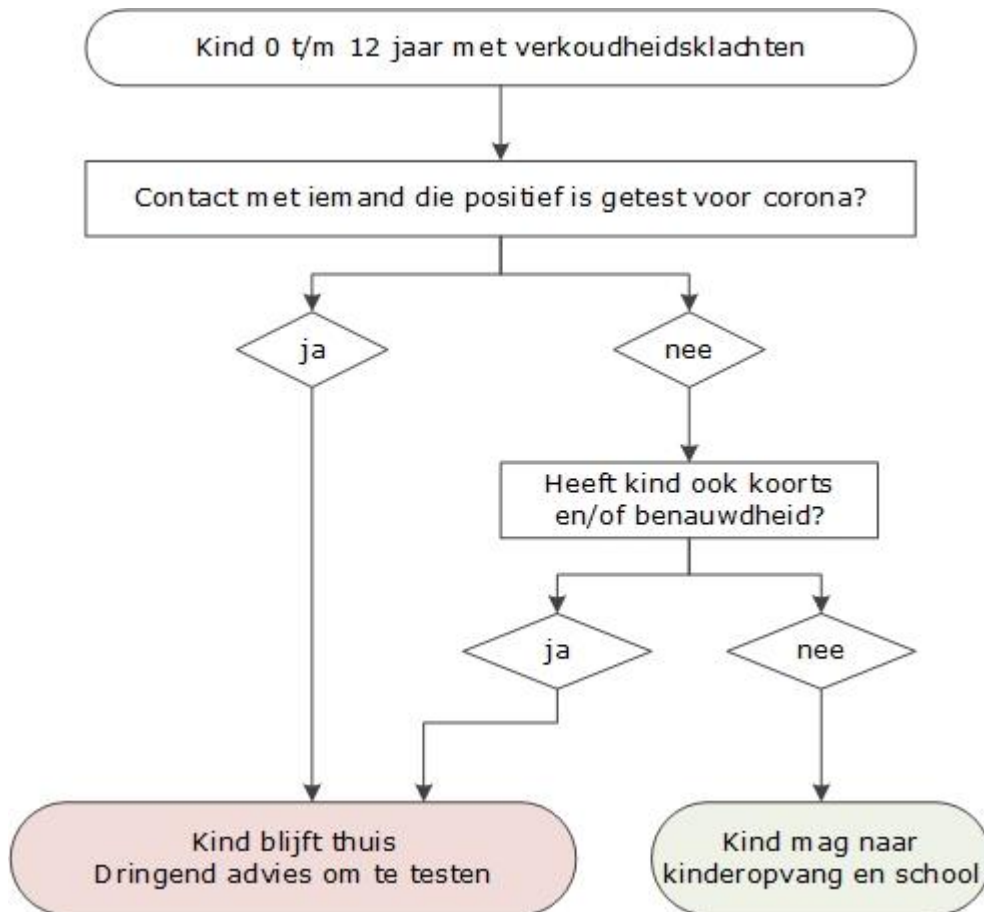 Kind 0 t/m 12 jaar met verkoudheidsklachten
Contact met iemand die positief is getest voor corona?
ja
nee
Heeft kind ook koorts
en/of benauwdheid?
ja
nee
Kind blijft thuis
Dringend advies om te testen
Kind mag naar
kinderopvang en school